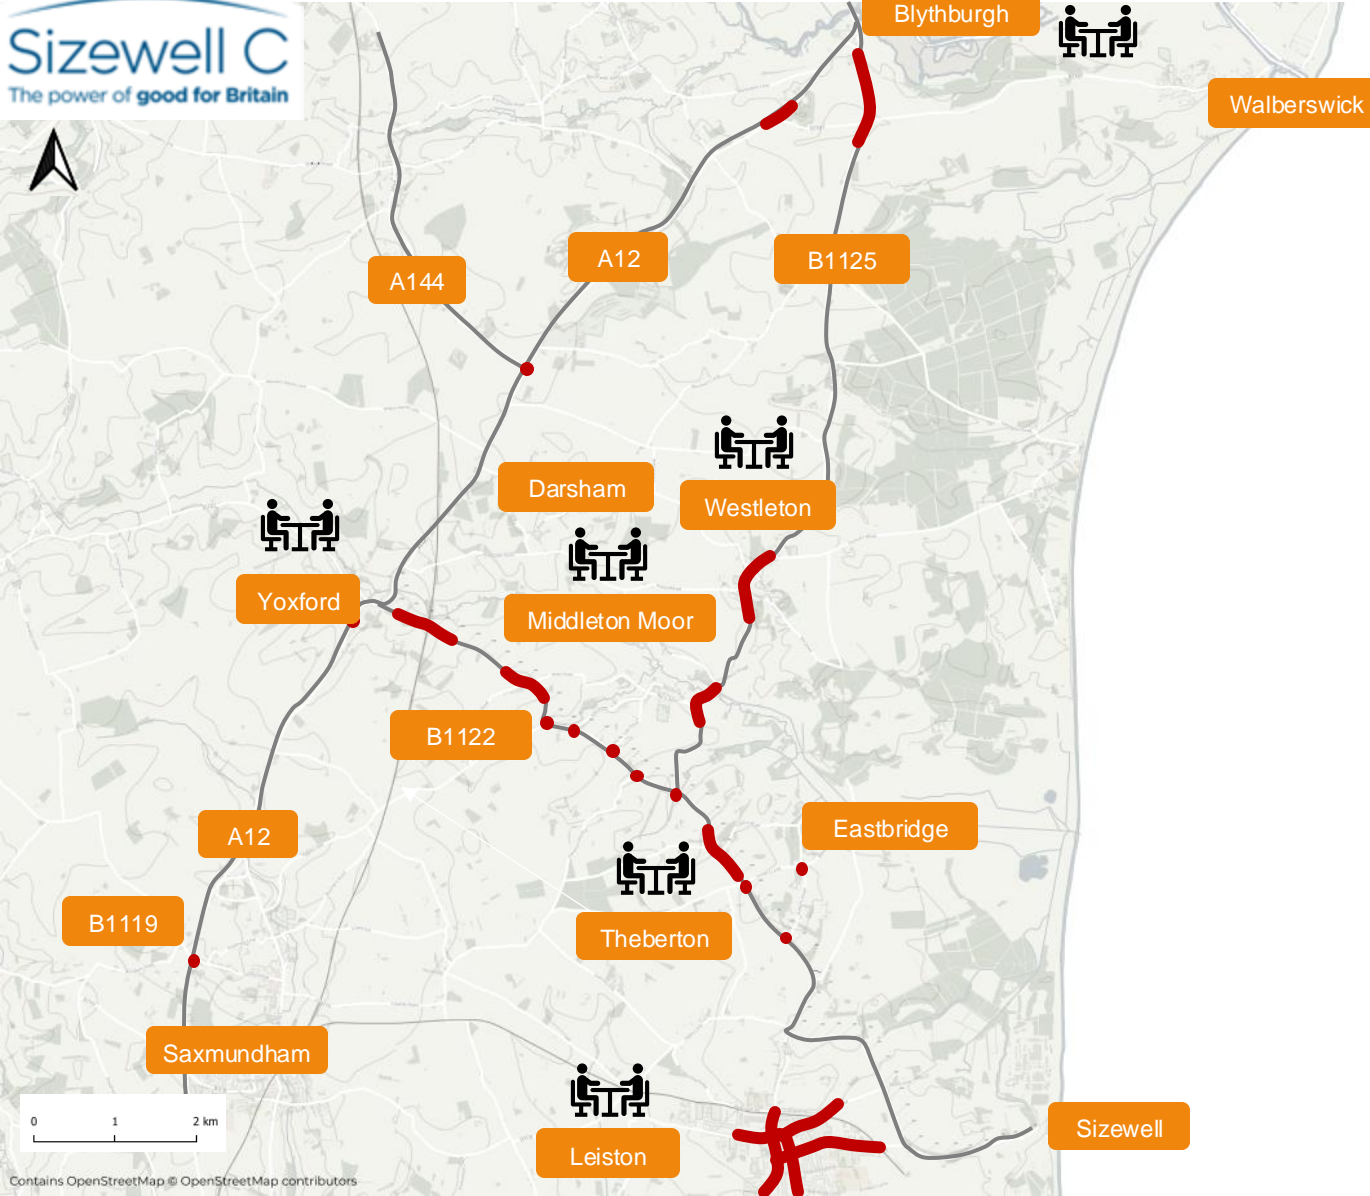 Sizewell C
The power of good for Britain
Blythburgh
Walberswick
A12
B1125
A144
Darsham
Westleton
Yoxford
Middleton Moor
B1122
A12
Eastbridge
B1119
Theberton
Saxmundham
0 1 2 km
Sizewell
Leiston
Contains OpenStreetMap © OpenStreetMap contributors